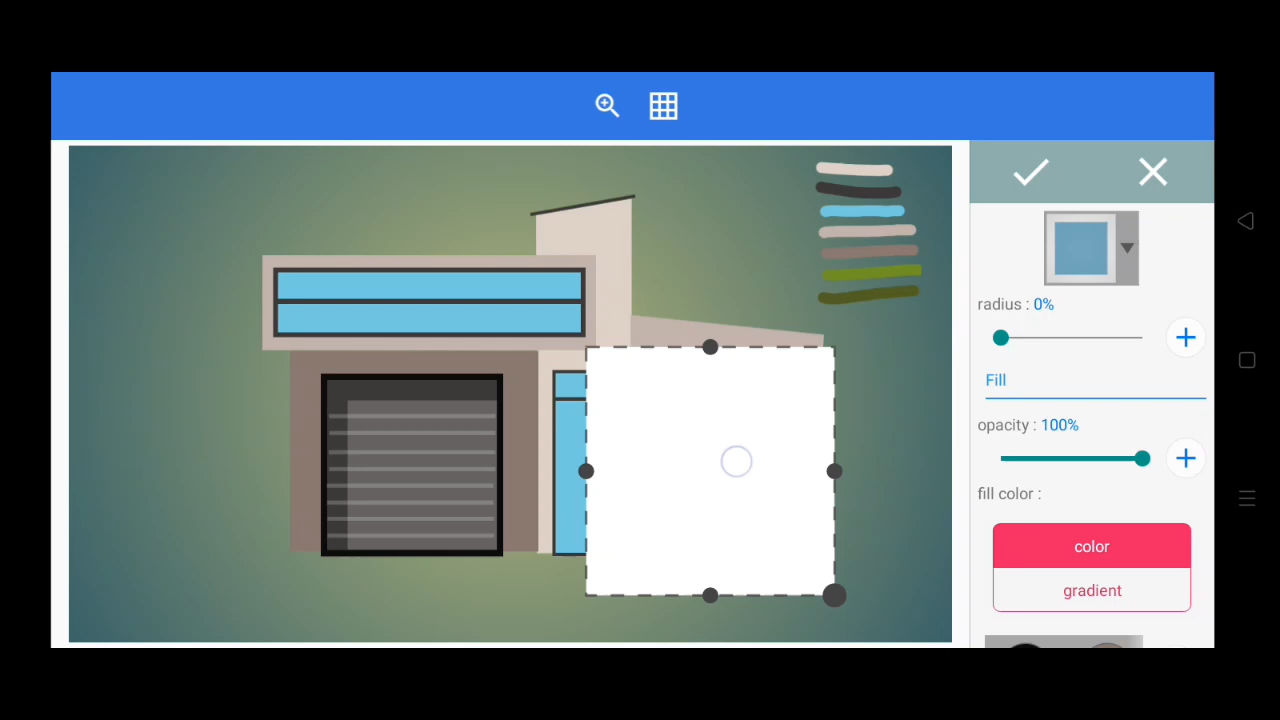 radius : 0%
Fill
opacity : 100%
fill color :
color
gradient